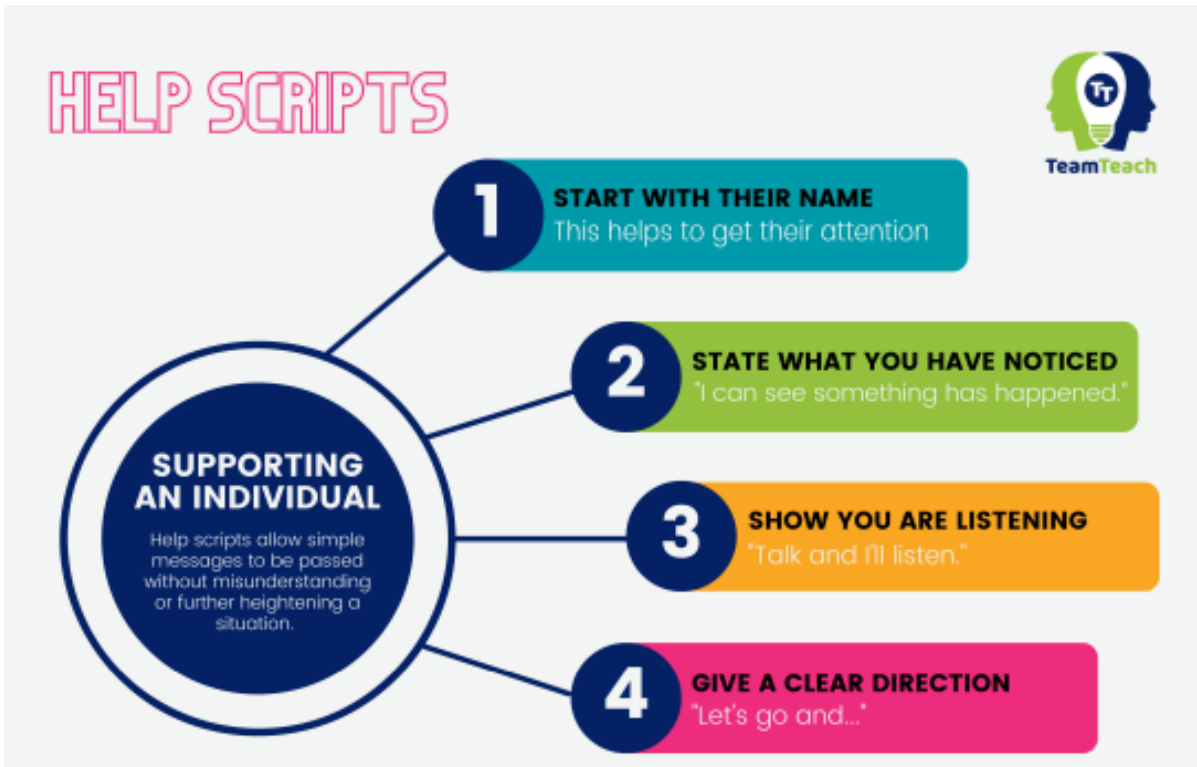 HELP SCRIPTS
TT
TeamTeach
1
START WITH THEIR NAME
This helps to get their attention
2
STATE WHAT YOU HAVE NOTICED
"I can see something has happened."
SUPPORTING
AN INDIVIDUAL
Help scripts allow simple
messages to be passed
without misunderstanding
or further heightening a
situation.
3
SHOW YOU ARE LISTENING
"Talk and I'll listen."
4
GIVE A CLEAR DIRECTION
"Let's go and..."